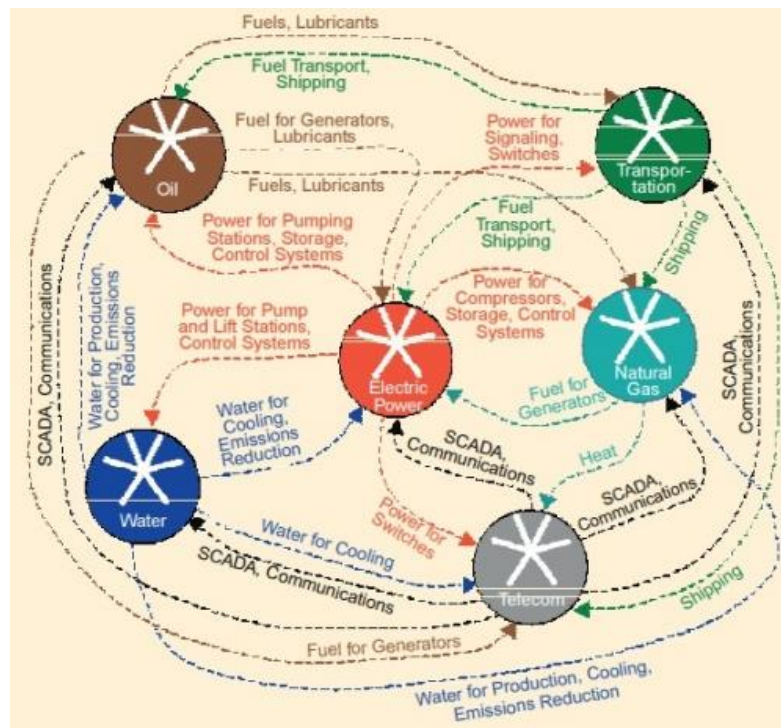 Fuels, Lubricants
Fuel Transport,
Shipping
Fuel for Generators,
Lubricants
Power for
Signaling,
Switches
Oil
Transpor-
tation
Fuels, Lubricants
Fuel
Transport,
Shipping
Shipping
Power for Pumping
Stations, Storage,
Control Systems
Power for
Compressors,
Storage, Control
Systems
Power for Pump
and Lift Stations,
Control Systems
SCADA, Communications
Water for Production,
Cooling, Emissions
Reduction
SCADA,
Communications
Electric
Power
Natural
Gas
Fuel for
Generators
Water for
Cooling,
Emissions
Reduction
SCADA,
Communications
Heat
SCADA,
Communications
Water
Power for
Switches
Water for Cooling
SCADA, Communications
Telecom
Shipping
Fuel for Generators
Water for Production, Cooling,
Emissions Reduction